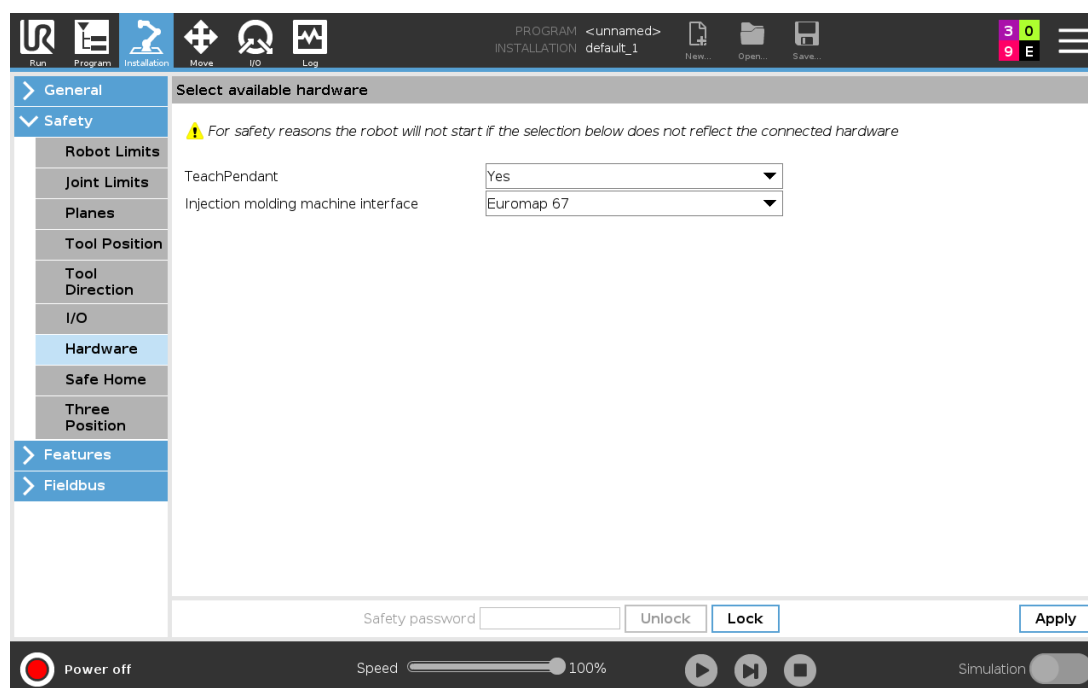 PROGRAM <unnamed>
INSTALLATION default_1
Run Program Installation Move I/O Log New... Open... Save...
3 0
9 E
General
Safety
Robot Limits
Joint Limits
Planes
Tool Position
Tool
Direction
I/O
Hardware
Safe Home
Three
Position
Features
Fieldbus
Select available hardware
For safety reasons the robot will not start if the selection below does not reflect the connected hardware
TeachPendant Yes
Injection molding machine interface Euromap 67
Safety password Unlock Lock Apply
Power off Speed 100% Simulation